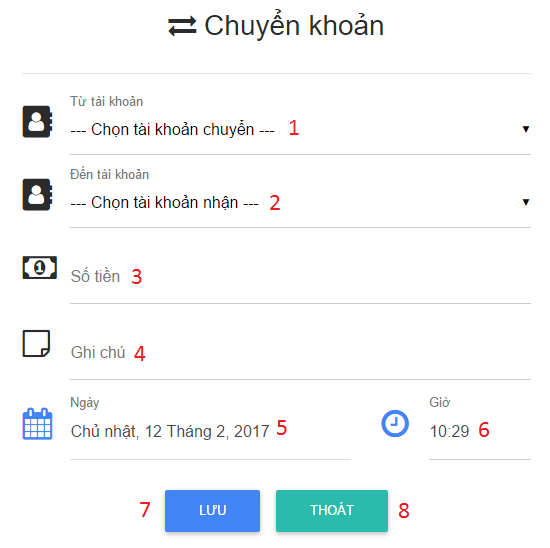 Chuyển khoản
Từ tài khoản
--- Chọn tài khoản chuyển --- 1
Đến tài khoản
--- Chọn tài khoản nhận --- 2
1
Số tiền 3
Ghi chú 4
Ngày Giờ
Chủ nhật, 12 Tháng 2, 2017 5 10:29 6
7 LƯU THOÁT 8